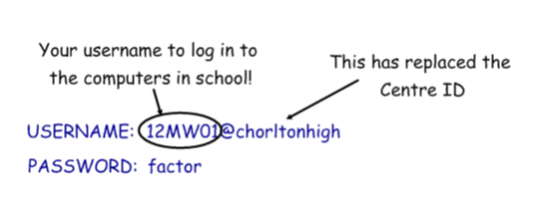 Your username to log in to
the computers in school!
This has replaced the
Centre ID
USERNAME: 12MW01@chorltonhigh
PASSWORD: factor